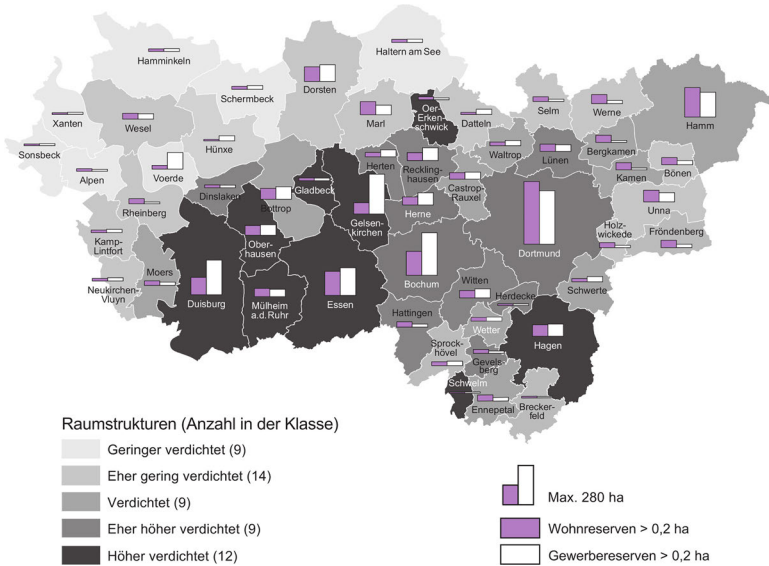 Haltern am See
Hamminkeln
Dorsten
Schermbeck
Oer-
Erken-
schwick
Selm
Werne
Hamm
Xanten
Wesel
Marl
Datteln
Hünxe
Sonsbeck
Waltrop
Lünen
Bergkamen
Alpen
Voerde
Herten
Reckling-
hausen
Castrop-
Rauxel
Kamen
Bönen
Dinslaken
Gladbeck
Bottrop
Rheinberg
Gelsen-
kirchen
Herne
Unna
Kamp-
Lintfort
Ober-
hausen
Holz-
wickede
Fröndenberg
Dortmund
Moers
Neukirchen-
Vluyn
Duisburg
Mülheim
a.d. Ruhr
Essen
Bochum
Witten
Herdecke
Schwerte
Hattingen
Wetter
Hagen
Sprock-
hövel
Gevels-
berg
Schwelm
Ennepetal
Brecker-
feld
Raumstrukturen (Anzahl in der Klasse)
Geringer verdichtet (9)
Eher gering verdichtet (14)
Verdichtet (9)
Eher höher verdichtet (9)
Höher verdichtet (12)
Max. 280 ha
Wohnreserven > 0,2 ha
Gewerbereserven > 0,2 ha